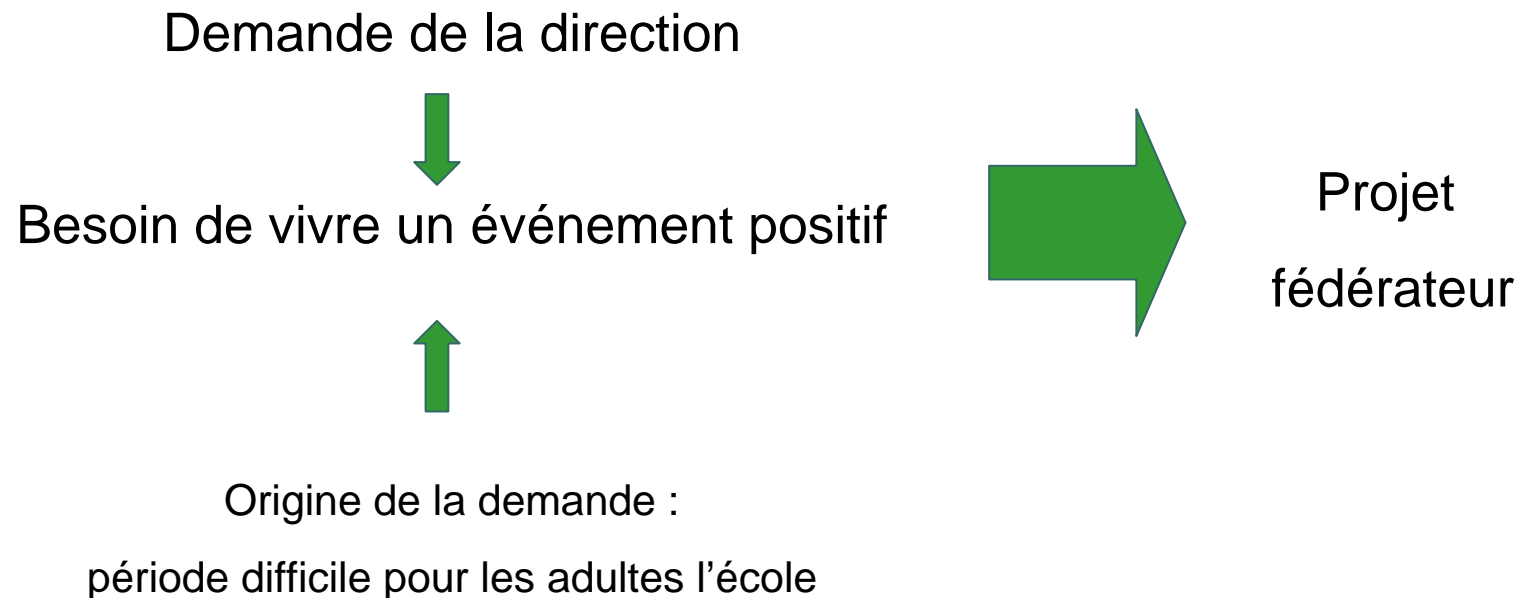 Demande de la direction
Besoin de vivre un événement positif
Projet
fédérateur
Origine de la demande :
période difficile pour les adultes l’école